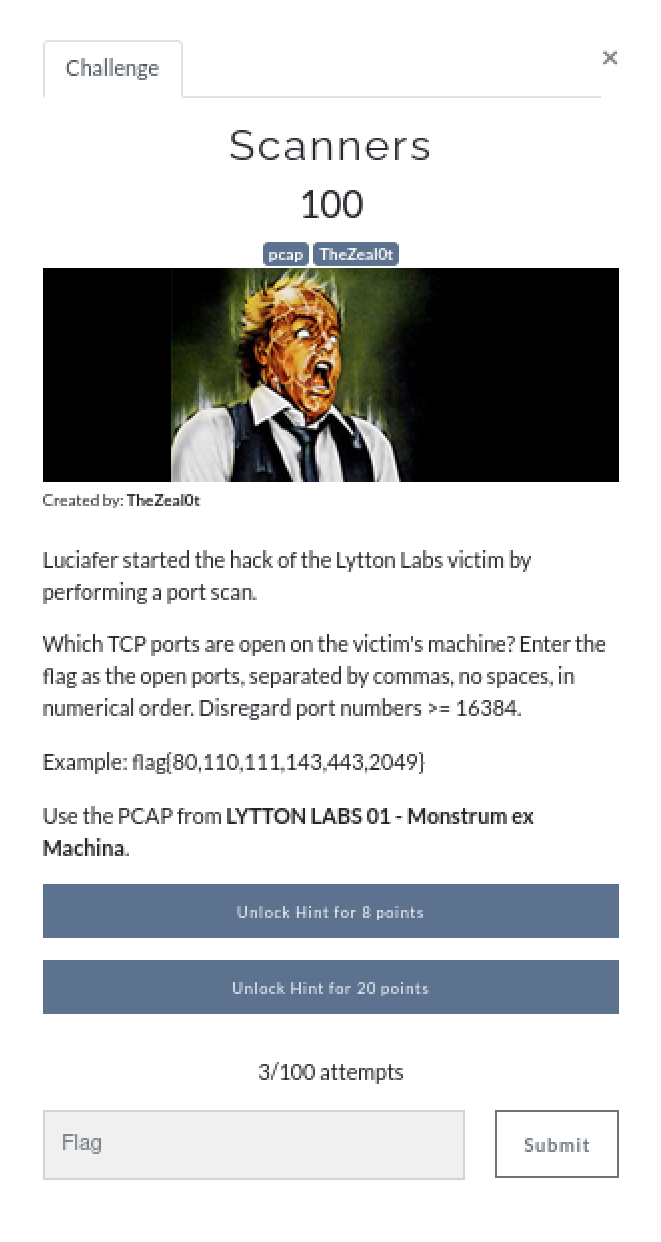 Challenge
×
Scanners
100
pcap TheZeal0t
Created by: TheZeal0t
Luciafer started the hack of the Lytton Labs victim by
performing a port scan.
Which TCP ports are open on the victim's machine? Enter the
flag as the open ports, separated by commas, no spaces, in
numerical order. Disregard port numbers >= 16384.
Example: flag{80,110,111,143,443,2049}
Use the PCAP from LYTTON LABS 01 - Monstrum ex
Machina.
Unlock Hint for 8 points
Unlock Hint for 20 points
3/100 attempts
Flag
Submit